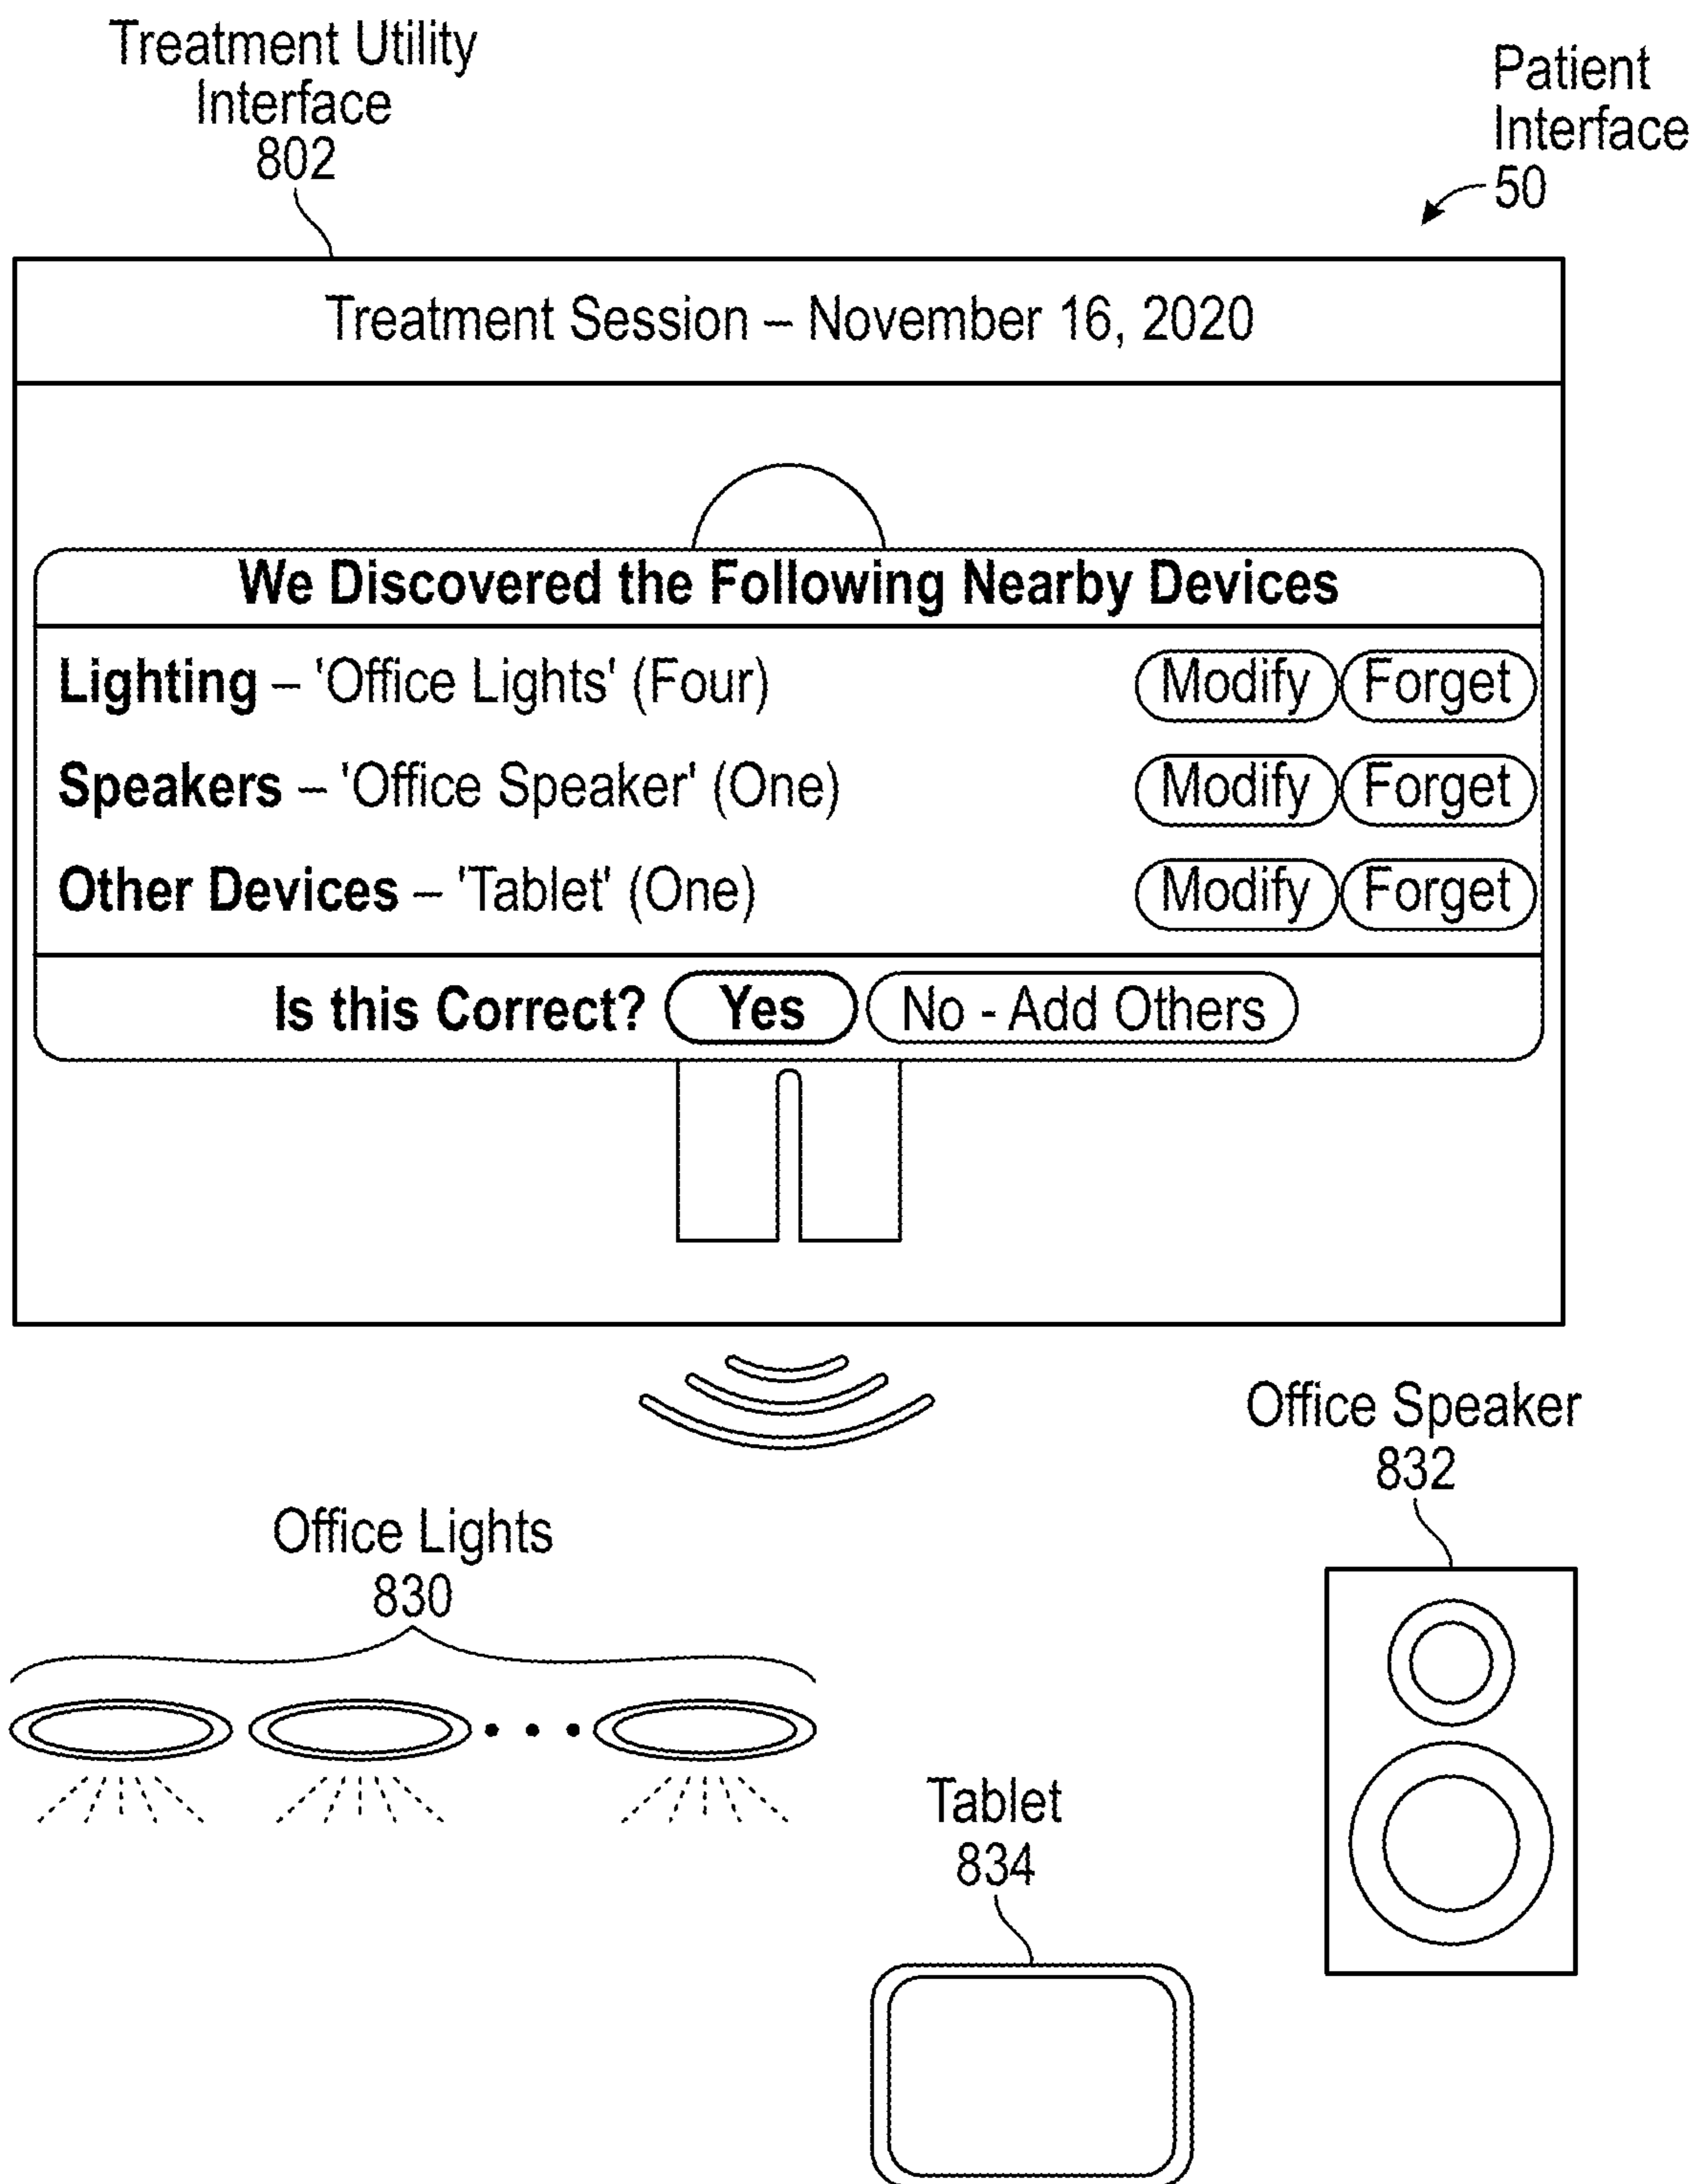 Treatment Utility
Interface
802
Patient
Interface
50
Treatment Session – November 16, 2020
We Discovered the Following Nearby Devices
Lighting – 'Office Lights' (Four) Modify Forget
Speakers – 'Office Speaker' (One) Modify Forget
Other Devices – 'Tablet' (One) Modify Forget
Is this Correct? Yes No - Add Others
Office Speaker
832
Office Lights
830
Tablet
834